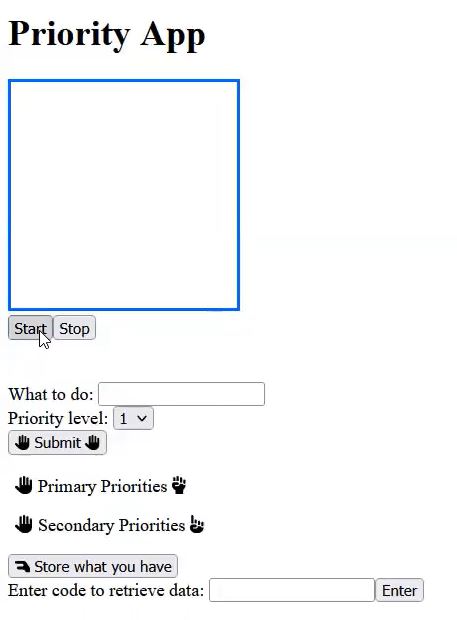 Priority App
Start Stop
What to do:
Priority level: 1
Submit
Primary Priorities
Secondary Priorities
Store what you have
Enter code to retrieve data: Enter